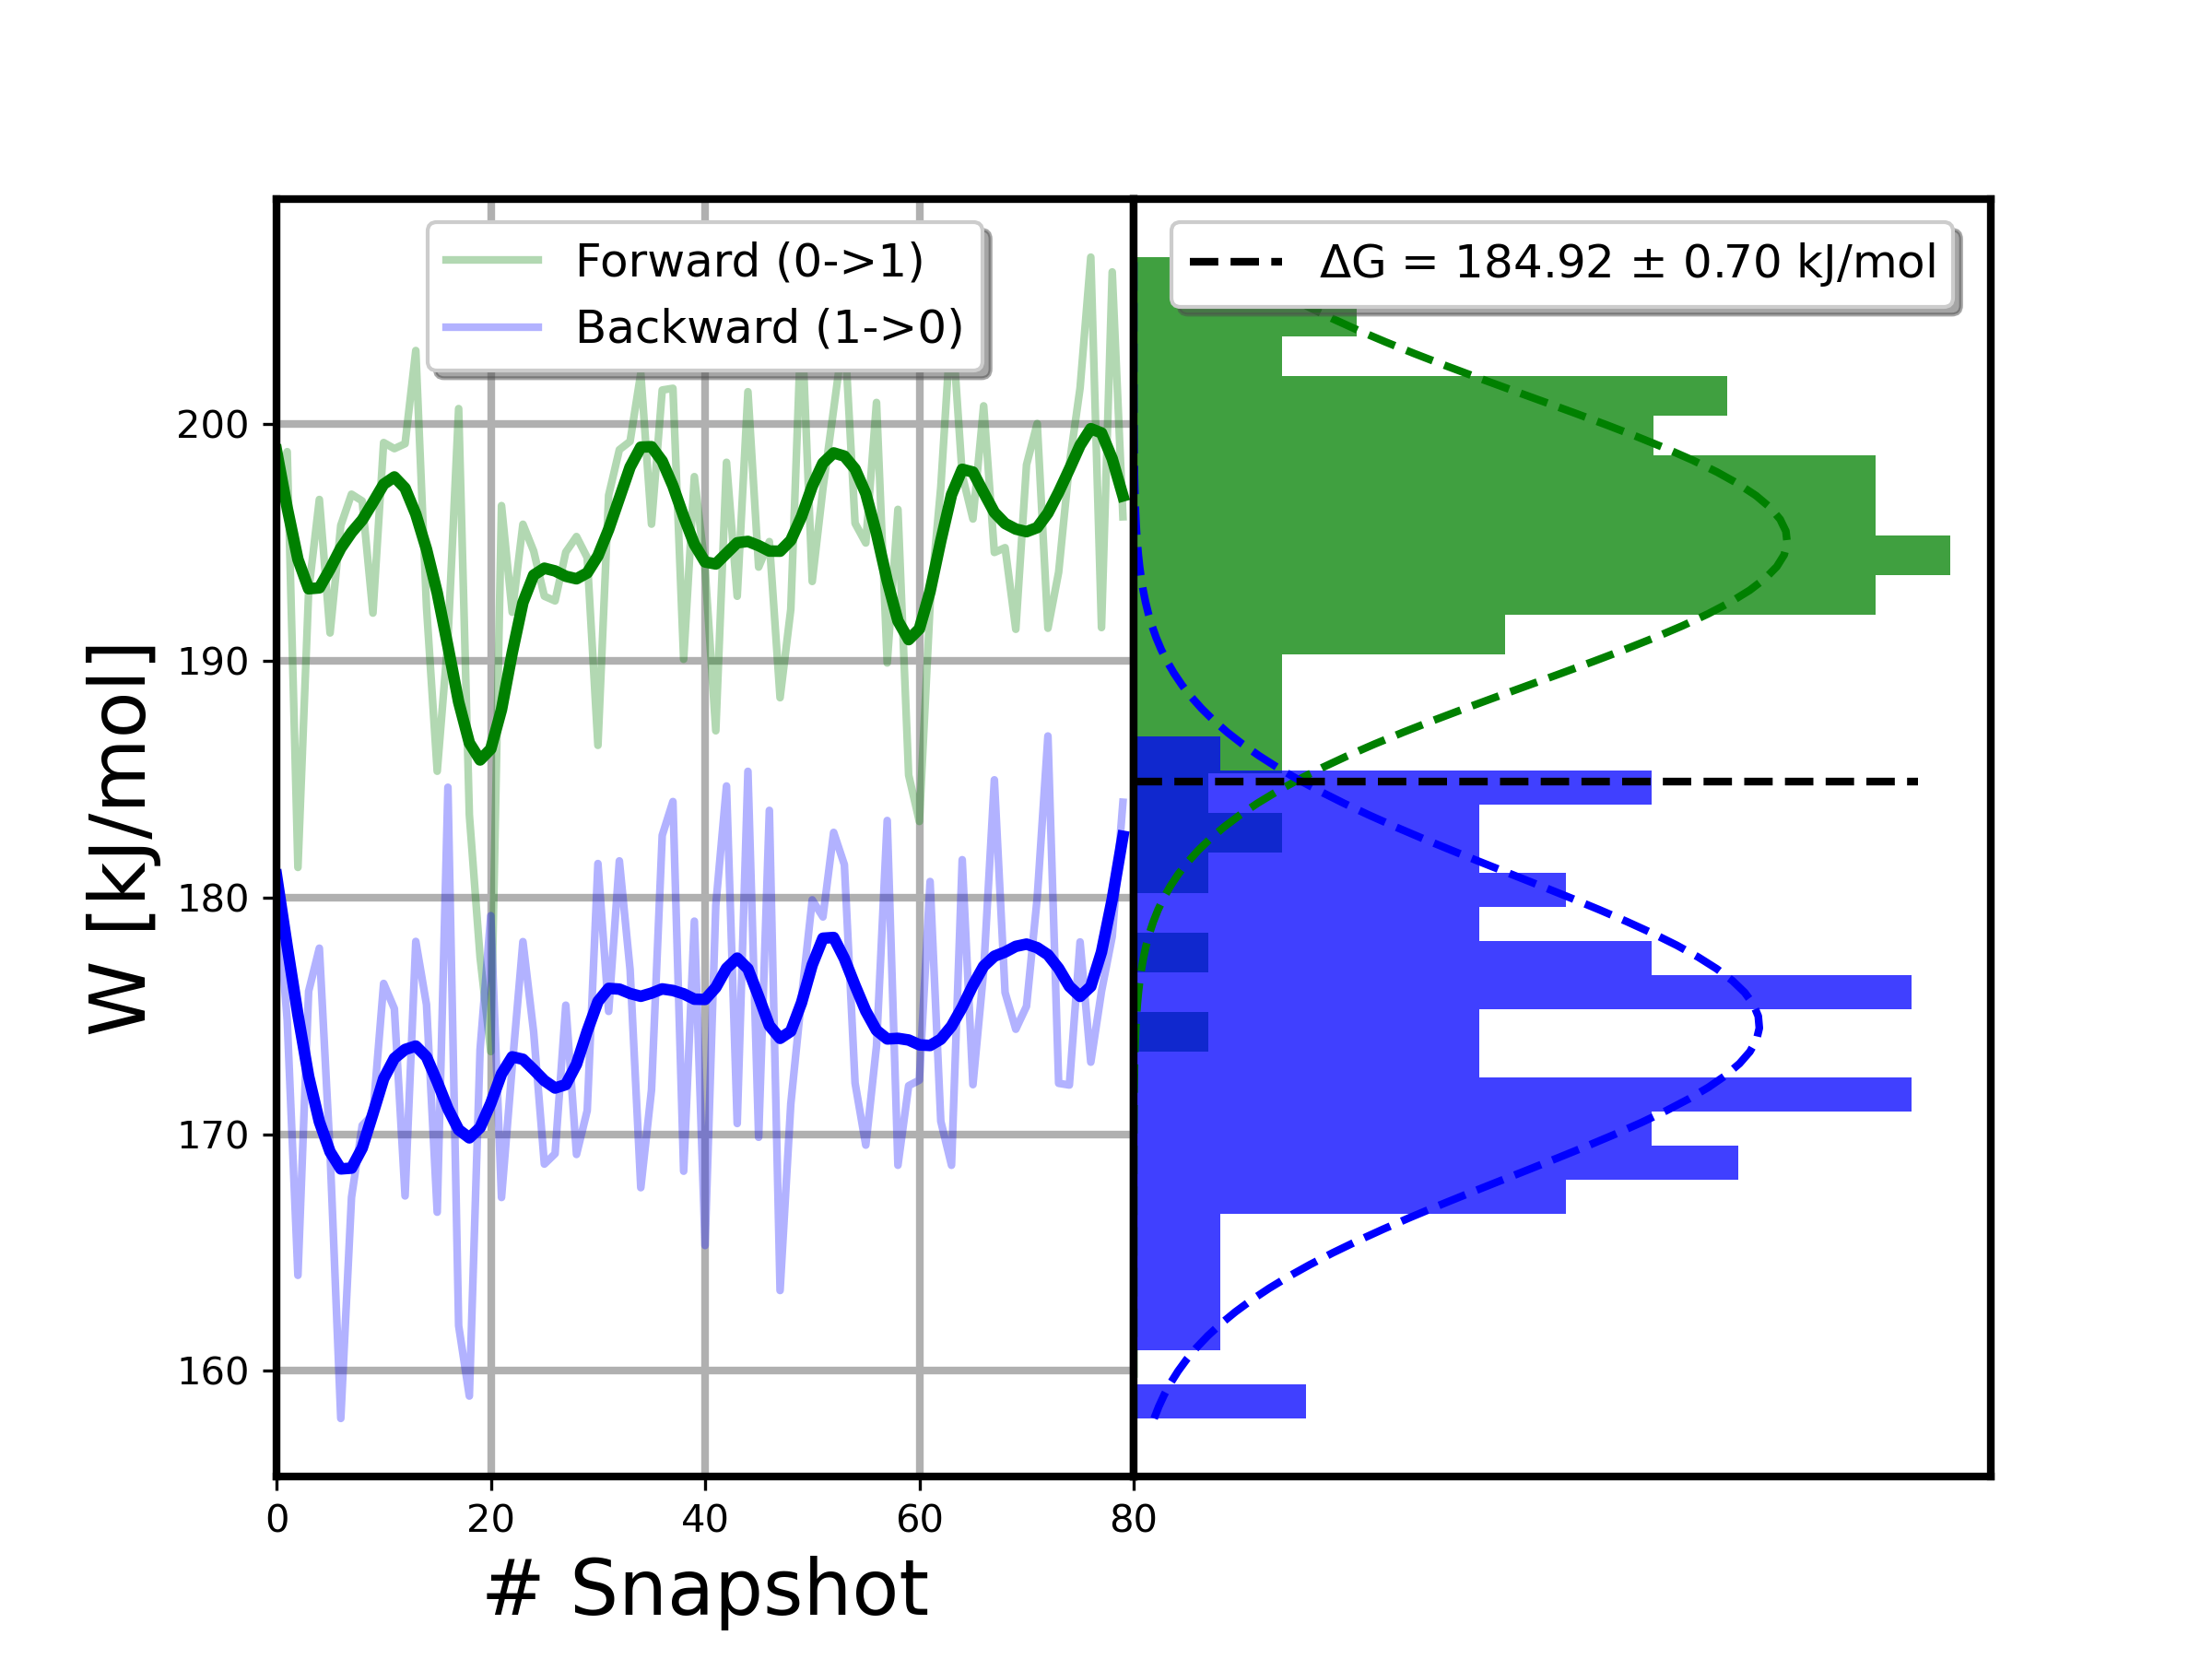 Forward (0->1)
Backward (1->0)
ΔG = 184.92 ± 0.70 kJ/mol
W [kJ/mol]
200
190
180
170
160
0 20 40 60 80
# Snapshot